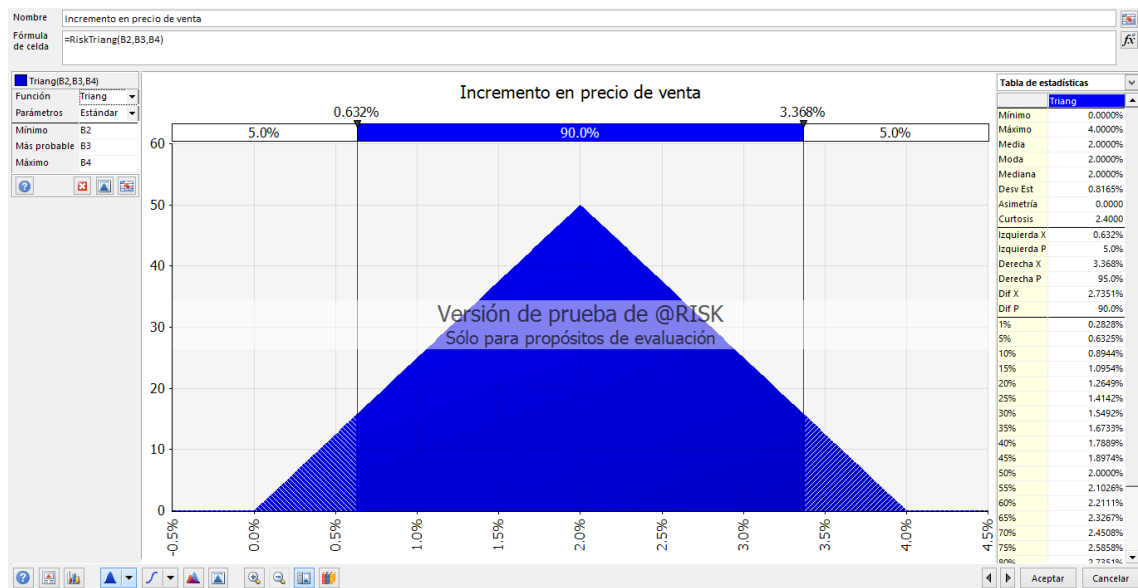 Nombre
Incremento en precio de venta
Fórmula
de celda
=RiskTriang(B2,B3,B4)
fx
Triang(B2,B3,B4)
Función Triang
Parámetros Estándar
Mínimo B2
Más probable B3
Máximo B4
Incremento en precio de venta
0.632% 3.368%
5.0% 90.0% 5.0%
60
50
40
30
20
10
0
Versión de prueba de @RISK
Sólo para propósitos de evaluación
-0.5%
0.0%
0.5%
1.0%
1.5%
2.0%
2.5%
3.0%
3.5%
4.0%
4.5%
Tabla de estadísticas
Triang
Mínimo 0.0000%
Máximo 4.0000%
Media 2.0000%
Moda 2.0000%
Mediana 2.0000%
Desv Est 0.8165%
Asimetría 0.0000
Curtosis 2.4000
Izquierda X 0.632%
Izquierda P 5.0%
Derecha X 3.368%
Derecha P 95.0%
Dif X 2.7351%
Dif P 90.0%
1% 0.2828%
5% 0.6325%
10% 0.8944%
15% 1.0954%
20% 1.2649%
25% 1.4142%
30% 1.5492%
35% 1.6733%
40% 1.7889%
45% 1.8974%
50% 2.0000%
55% 2.1026%
60% 2.2111%
65% 2.3267%
70% 2.4508%
75% 2.5858%
80% 2.7351%
Aceptar Cancelar